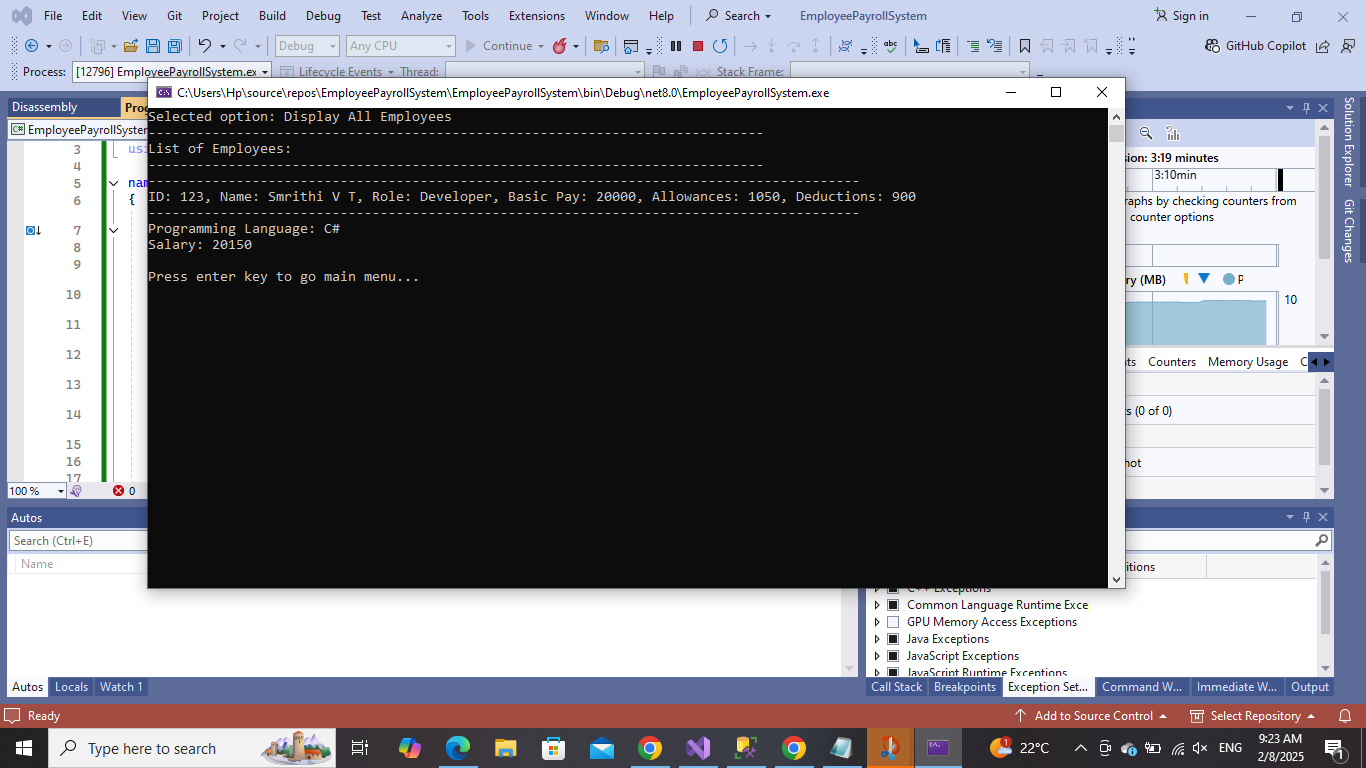 File Edit View Git Project Build Debug Test Analyze Tools Extensions Window Help Search EmployeePayrollSystem Sign in
Debug Any CPU Continue GitHub Copilot
Process: [12796] EmployeePayrollSystem.ex Lifecycle Events Thread: Stack Frame:
C:\Users\Hp\source\repos\EmployeePayrollSystem\EmployeePayrollSystem\bin\Debug\net8.0\EmployeePayrollSystem.exe
Selected option: Display All Employees
-----------------------------------------------------------------------------
List of Employees:
-----------------------------------------------------------------------------
-----------------------------------------------------------------------------------------
ID: 123, Name: Smrithi V T, Role: Developer, Basic Pay: 20000, Allowances: 1050, Deductions: 900
-----------------------------------------------------------------------------------------
Programming Language: C#
Salary: 20150
Press enter key to go main menu...
Disassembly Prog
C# EmployeePayrollSystem
3 usi
4
5 nam
6 {
7
8
9
10
11
12
13
14
15
16
17
100 % 0
sion: 3:19 minutes
3:10min
raphs by checking counters from
counter options
ry (MB) P
10
nts Counters Memory Usage C
ts (0 of 0)
hot
Solution Explorer
Git Changes
Autos
Search (Ctrl+E)
Name
Autos Locals Watch 1
itions
C++ Exceptions
Common Language Runtime Exce
GPU Memory Access Exceptions
Java Exceptions
JavaScript Exceptions
JavaScript Runtime Exceptions
Call Stack Breakpoints Exception Set... Command W... Immediate W... Output
Ready Add to Source Control Select Repository
Type here to search 22°C ENG 9:23 AM
2/8/2025
1